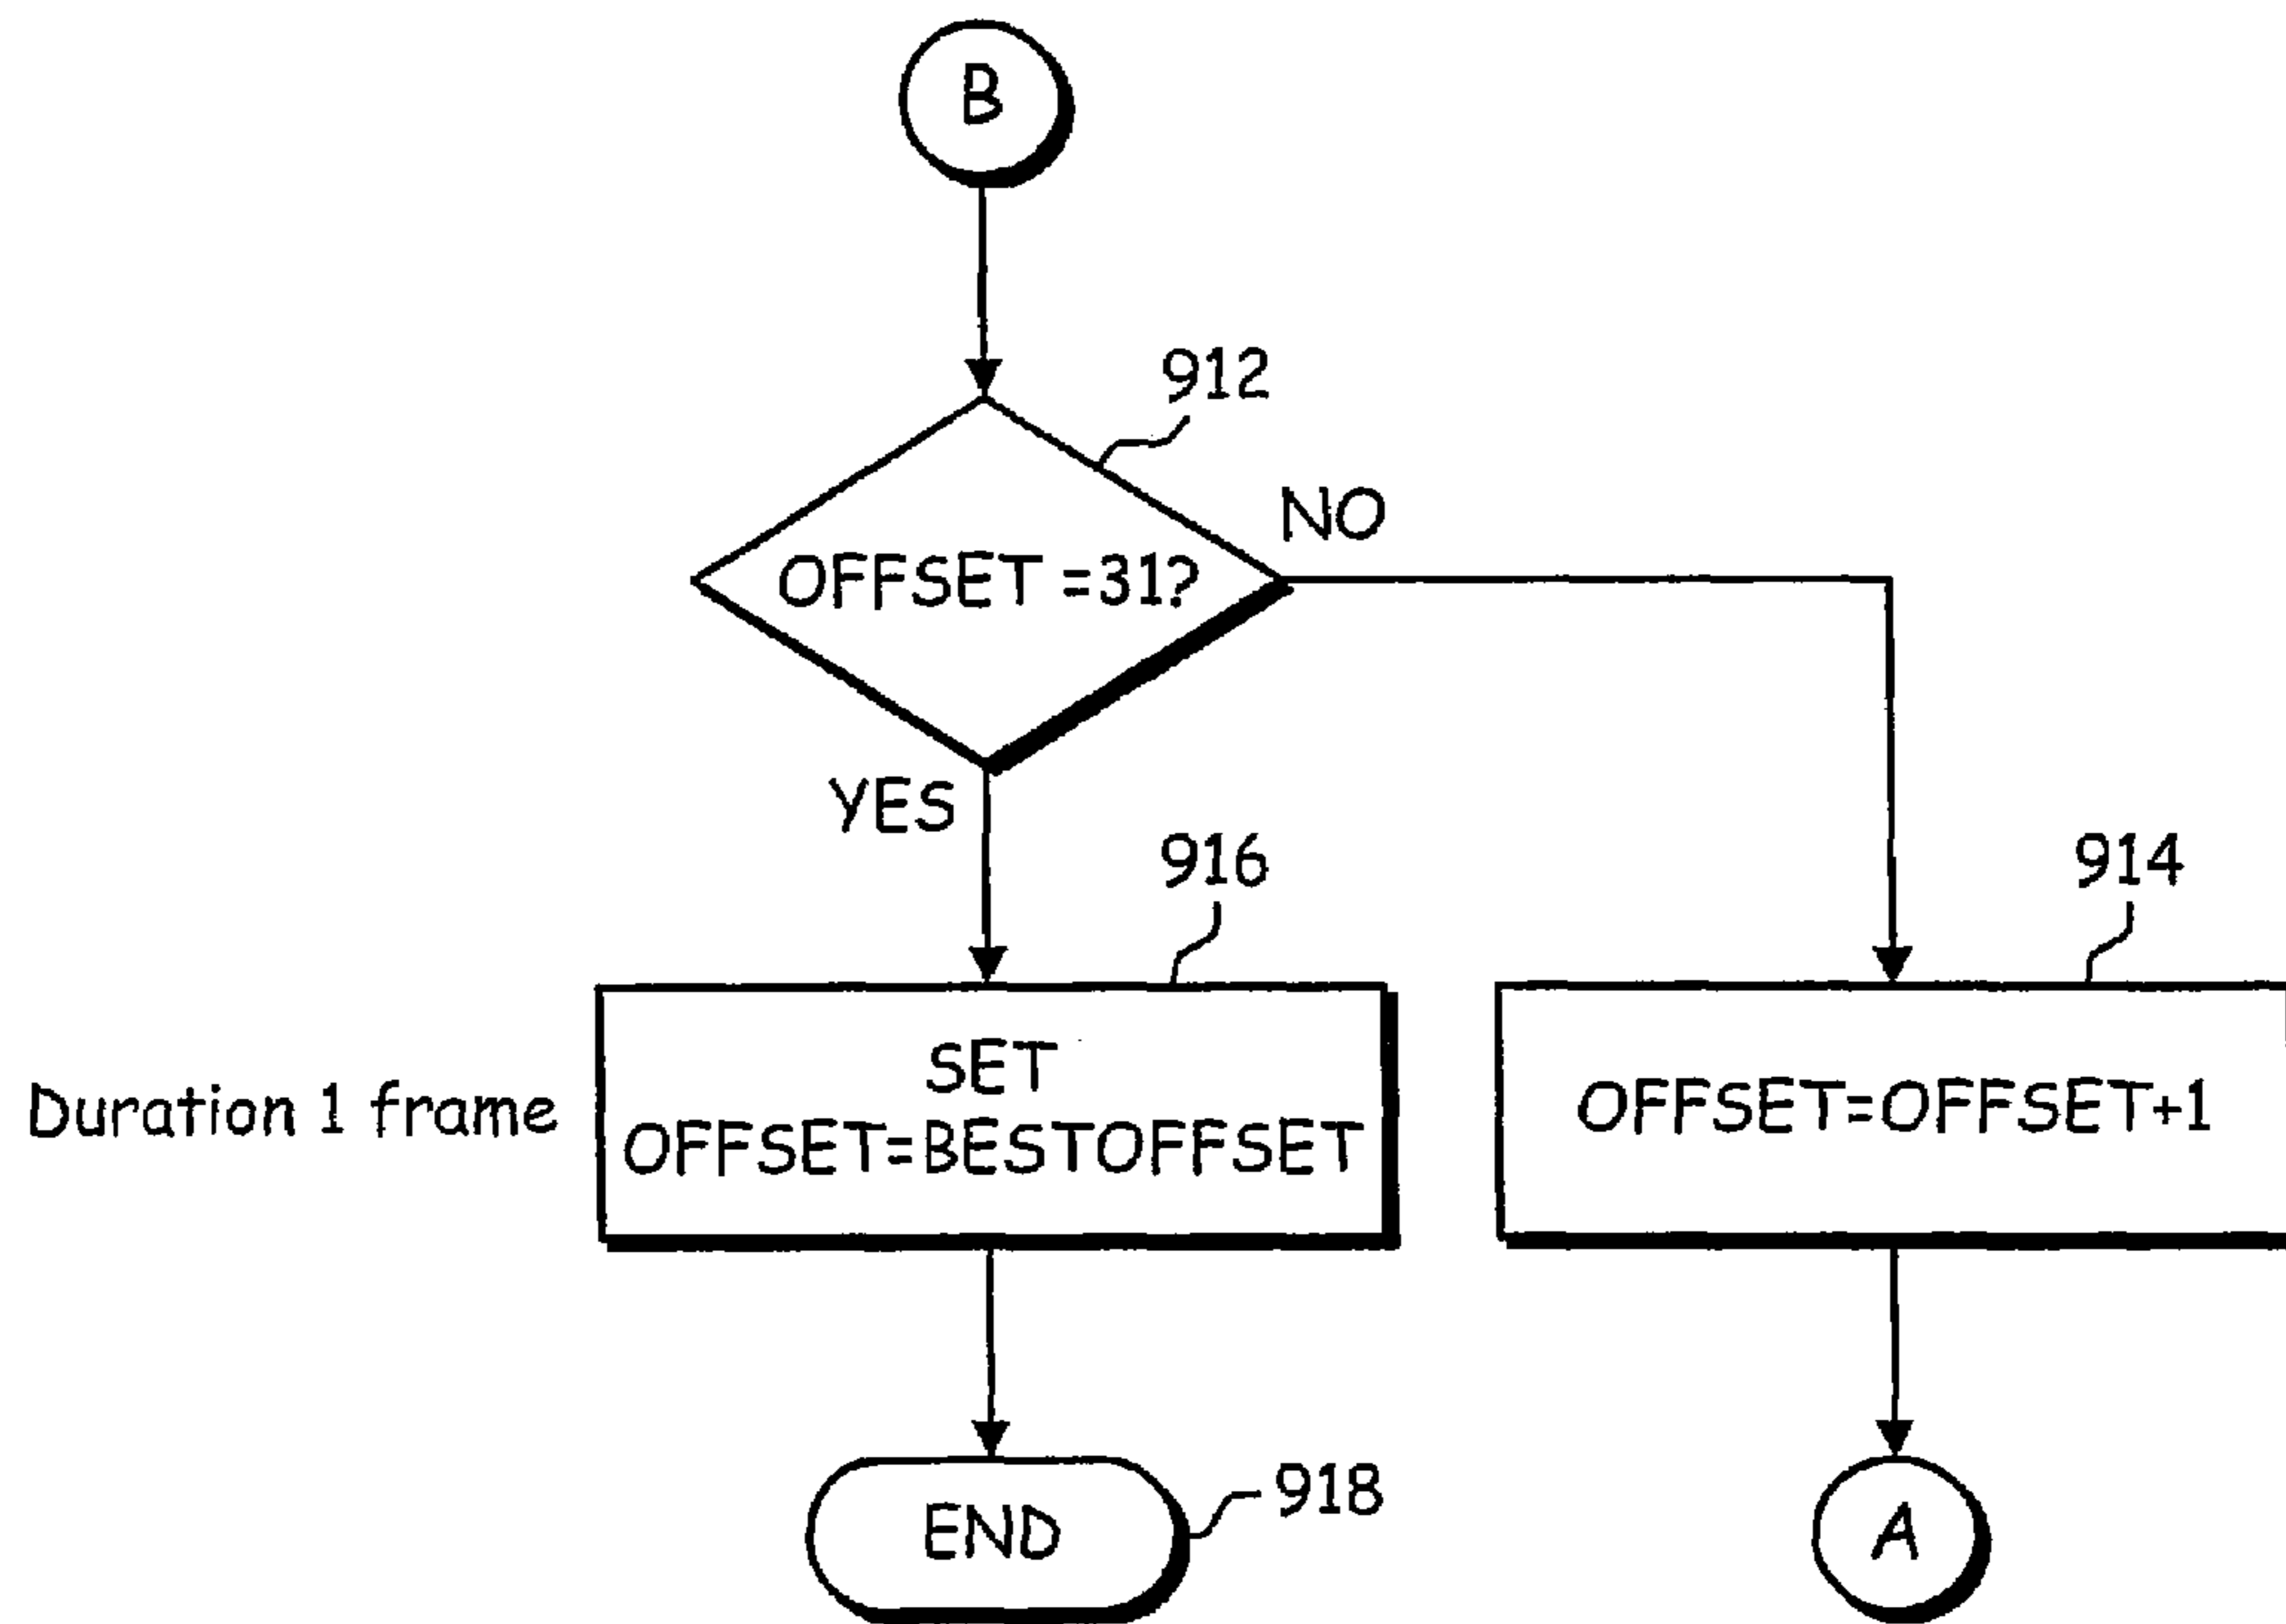 B
912
NO
OFFSET =31?
YES
916
914
SET
OFFSET=BESTOFFSET
Duration 1 frame
OFFSET=OFFSET+1
END
918
A